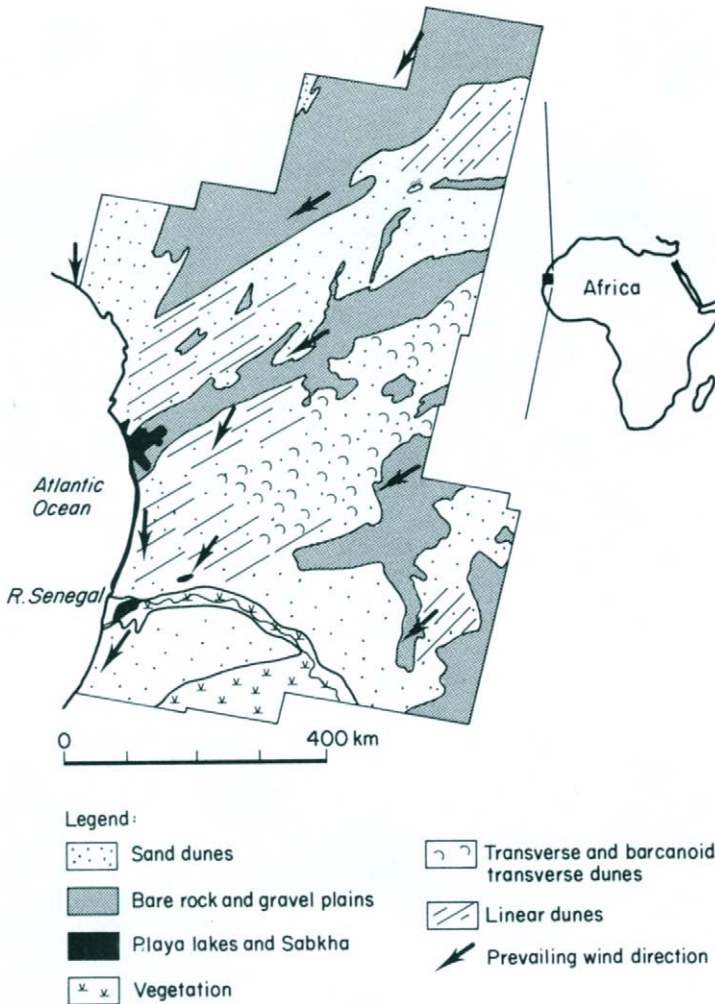 Africa
Atlantic
Ocean
R. Senegal
0
400 km
Legend:
Sand dunes
Bare rock and gravel plains
Playa lakes and Sabkha
Vegetation
Transverse and barcanoid
transverse dunes
Linear dunes
Prevailing wind direction